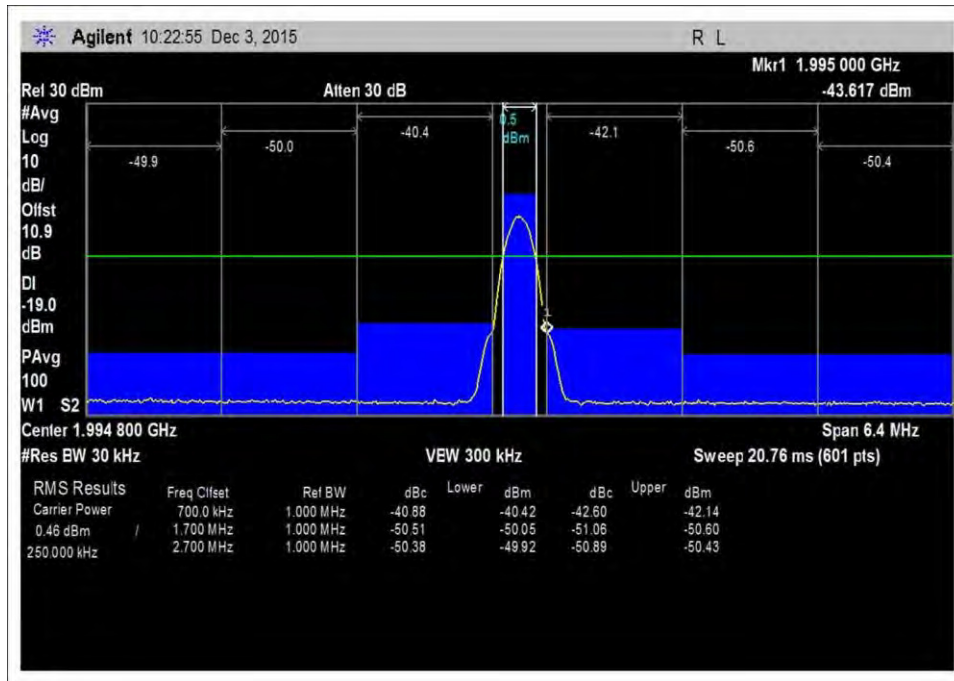 Agilent 10:22:55 Dec 3, 2015 R L
Mkr1 1.995 000 GHz
Rel 30 dBm Atten 30 dB -43.617 dBm
#Avg
Log
10
dB/
Offst
10.9
dB
DI
-19.0
dBm
PAvg
100
W1 S2
-49.9 -50.0 -40.4 0.5 dBm -42.1 -50.6 -50.4
1
Center 1.994 800 GHz Span 6.4 MHz
#Res BW 30 kHz VEW 300 kHz Sweep 20.76 ms (601 pts)
RMS Results Freq Clfset Ref BW dBc Lower dBm dBc Upper dBm
Carrier Power 700.0 kHz 1.000 MHz -40.88 -40.42 -42.60 -42.14
0.46 dBm / 1.700 MHz 1.000 MHz -50.51 -50.05 -51.06 -50.60
250.000 kHz 2.700 MHz 1.000 MHz -50.38 -49.92 -50.89 -50.43